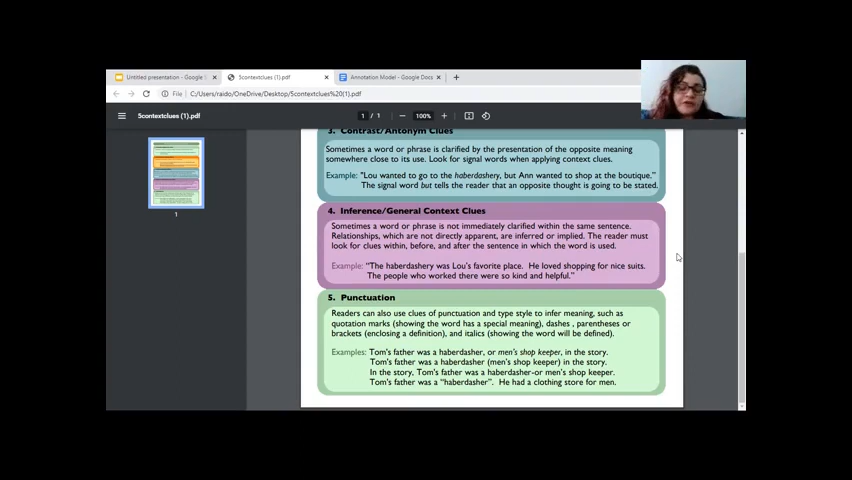 Untitled presentation - Google S
5contextclues (1).pdf
Annotation Model - Google Docs
File
C:/Users/raido/OneDrive/Desktop/5contextclues%20(1).pdf
5contextclues (1).pdf
1 / 1
100%
1
3. Contrast/Antonym Clues
Sometimes a word or phrase is clarified by the presentation of the opposite meaning
somewhere close to its use. Look for signal words when applying context clues.
Example: "Lou wanted to go to the haberdashery, but Ann wanted to shop at the boutique."
The signal word but tells the reader that an opposite thought is going to be stated.
4. Inference/General Context Clues
Sometimes a word or phrase is not immediately clarified within the same sentence.
Relationships, which are not directly apparent, are inferred or implied. The reader must
look for clues within, before, and after the sentence in which the word is used.
Example: "The haberdashery was Lou's favorite place. He loved shopping for nice suits.
The people who worked there were so kind and helpful."
5. Punctuation
Readers can also use clues of punctuation and type style to infer meaning, such as
quotation marks (showing the word has a special meaning), dashes , parentheses or
brackets (enclosing a definition), and italics (showing the word will be defined).
Examples: Tom's father was a haberdasher, or men's shop keeper, in the story.
Tom's father was a haberdasher (men's shop keeper) in the story.
In the story, Tom's father was a haberdasher-or men's shop keeper.
Tom's father was a "haberdasher". He had a clothing store for men.